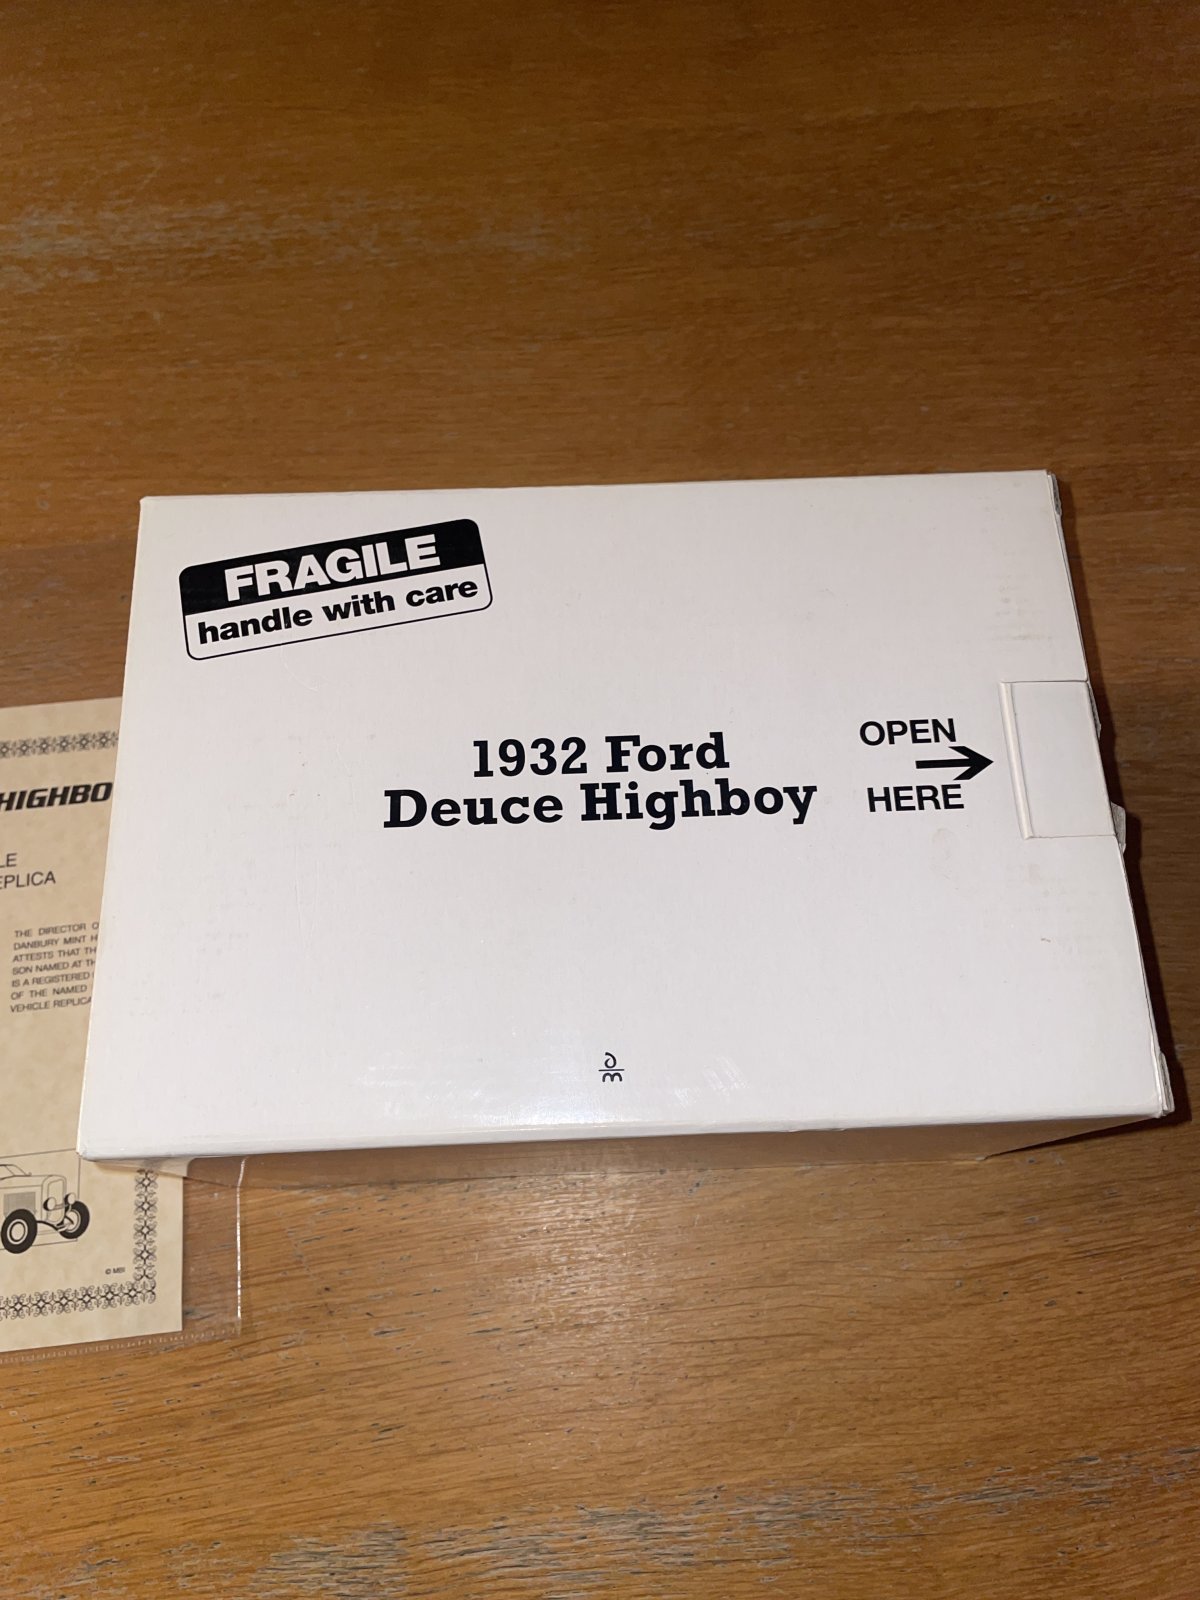 FRAGILE
handle with care
1932 Ford
Deuce Highboy
OPEN
HERE
HIGHBO
LE
EPLICA
THE DIRECTOR O
DANBURY MINT H
ATTESTS THAT TH
SON NAMED AT TH
IS A REGISTERED
OF THE NAMED
VEHICLE REPLICA
© MBI
dm